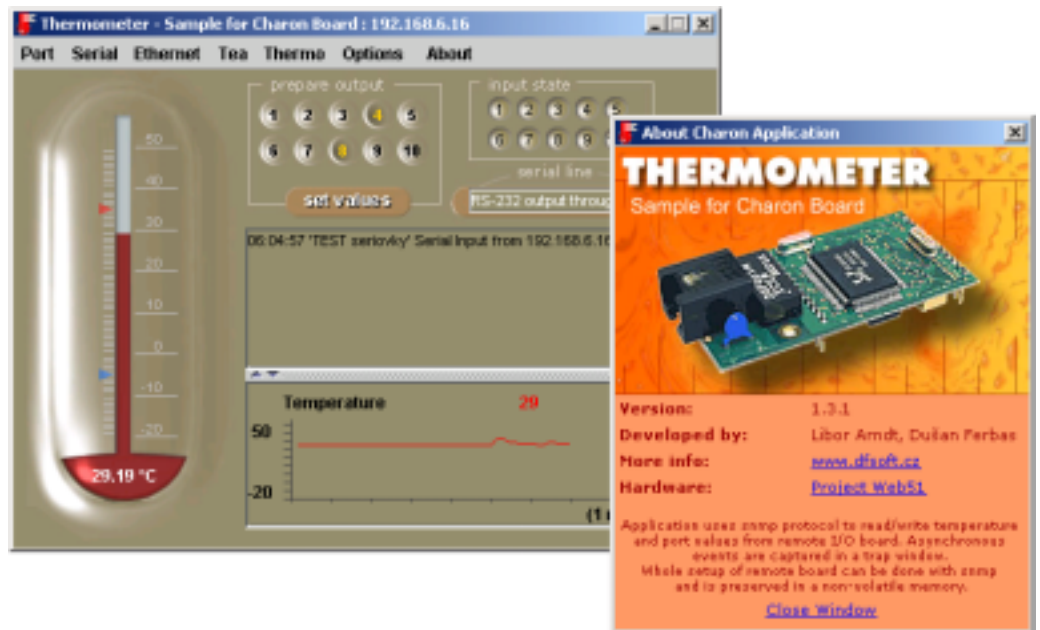 Thermometer - Sample for Charon Board : 192.168.6.16
Port Serial Ethernet Tea Thermo Options About
prepare output
1 2 3 4 5
6 7 8 9 10
set values
input state
1 2 3 4 5
6 7 8 9
serial line
RS-232 output throug
50
40
30
20
10
0
-10
-20
29.19 °C
06:04:57 'TEST seriovky' Serial Input from 192.168.6.16
Temperature 29
50
-20
(1
About Charon Application
THERMOMETER
Sample for Charon Board
Version: 1.3.1
Developed by: Libor Arndt, Dušan Ferbas
More info: www.dfsoft.cz
Hardware: Project Web51
Application uses snmp protocol to read/write temperature
and port values from remote I/O board. Asynchronous
events are captured in a trap window.
Whole setup of remote board can be done with snmp
and is preserved in a non-volatile memory.
Close Window